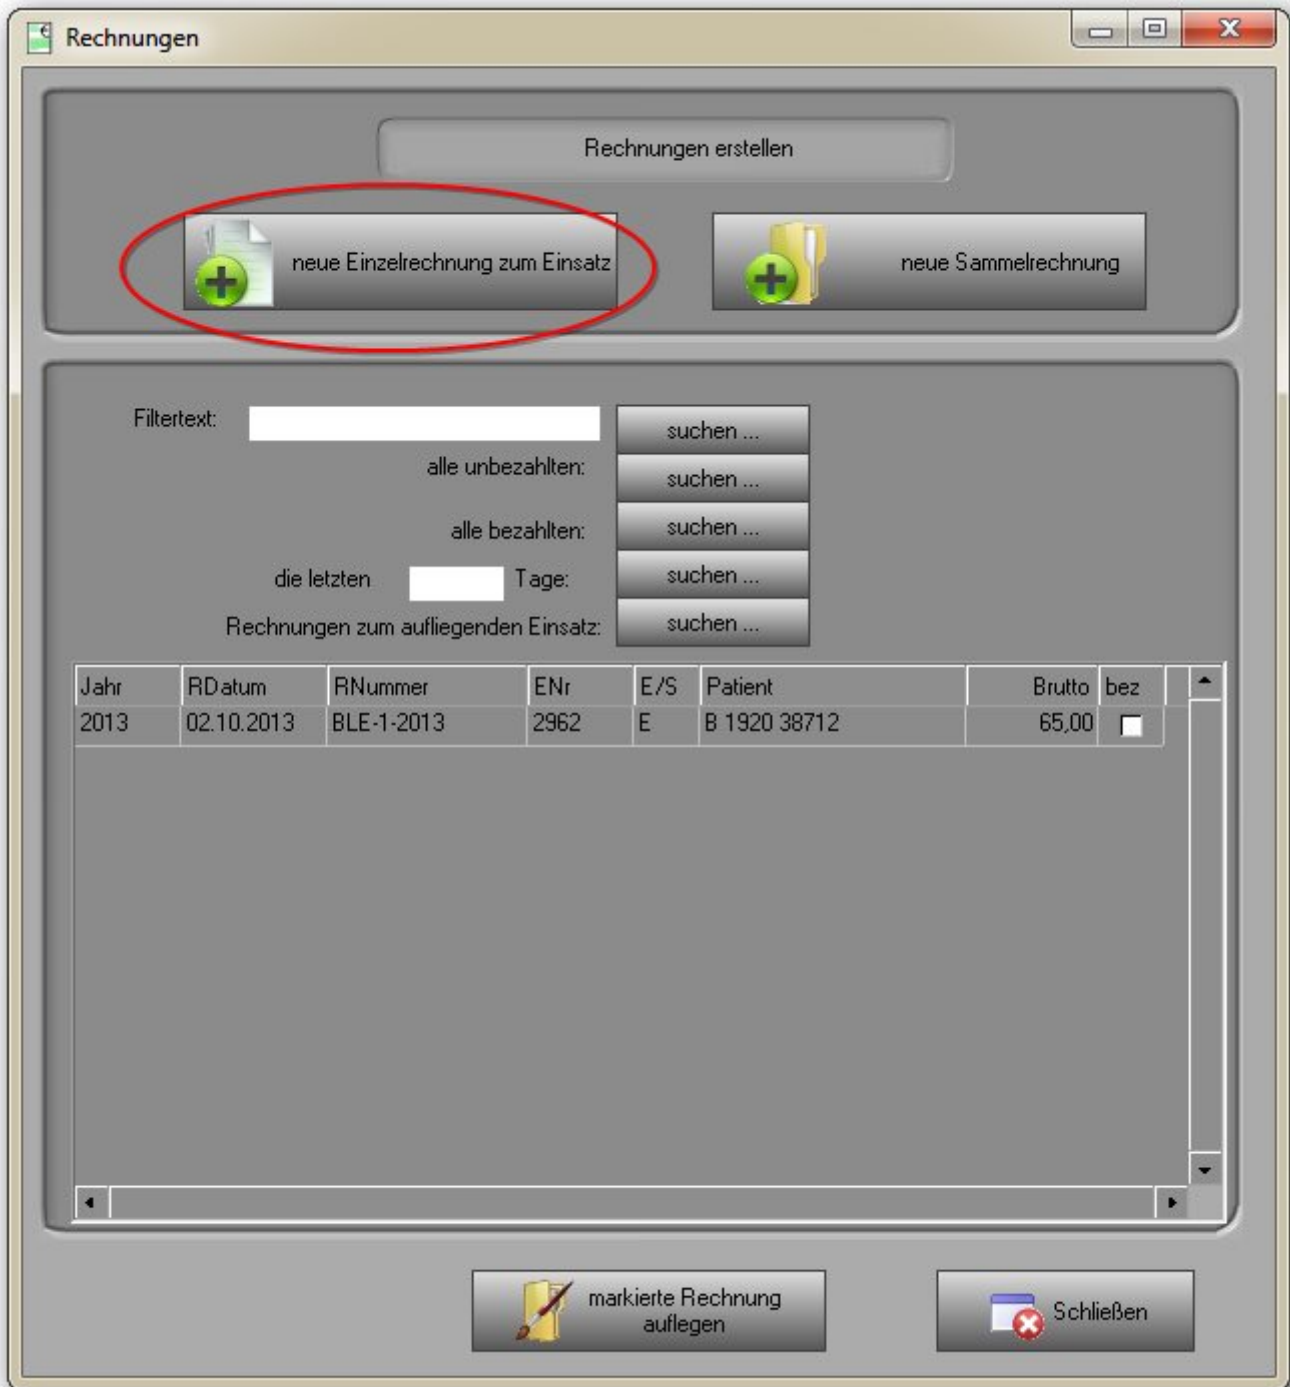 Rechnungen
Rechnungen erstellen
neue Einzelrechnung zum Einsatz
neue Sammelrechnung
Filtertext:
suchen ...
alle unbezahlten:
suchen ...
alle bezahlten:
suchen ...
die letzten Tage:
suchen ...
Rechnungen zum aufliegenden Einsatz:
suchen ...
Jahr RDatum RNummer ENr E/S Patient Brutto bez
2013 02.10.2013 BLE-1-2013 2962 E B 1920 38712 65,00
markierte Rechnung
auflegen
Schließen